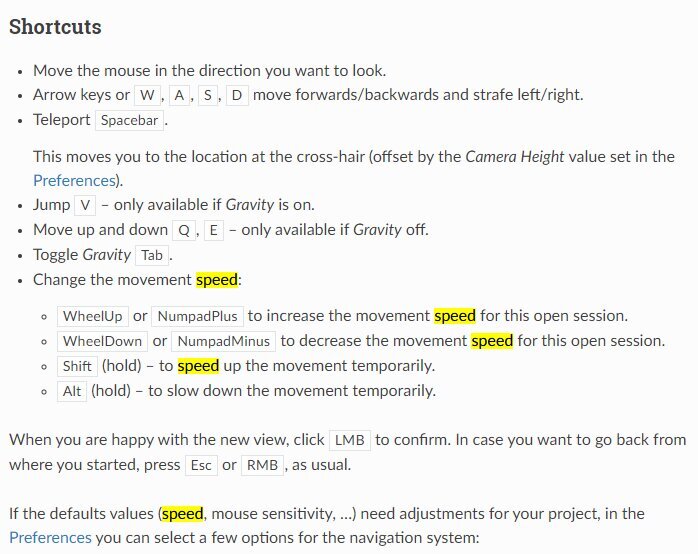 Shortcuts
• Move the mouse in the direction you want to look.
• Arrow keys or W , A , S , D move forwards/backwards and strafe left/right.
• Teleport Spacebar .
This moves you to the location at the cross-hair (offset by the Camera Height value set in the
Preferences).
• Jump V – only available if Gravity is on.
• Move up and down Q , E – only available if Gravity off.
• Toggle Gravity Tab .
• Change the movement speed:
◦ WheelUp or NumpadPlus to increase the movement speed for this open session.
◦ WheelDown or NumpadMinus to decrease the movement speed for this open session.
◦ Shift (hold) – to speed up the movement temporarily.
◦ Alt (hold) – to slow down the movement temporarily.
When you are happy with the new view, click LMB to confirm. In case you want to go back from
where you started, press Esc or RMB , as usual.
If the defaults values (speed, mouse sensitivity, …) need adjustments for your project, in the
Preferences you can select a few options for the navigation system: